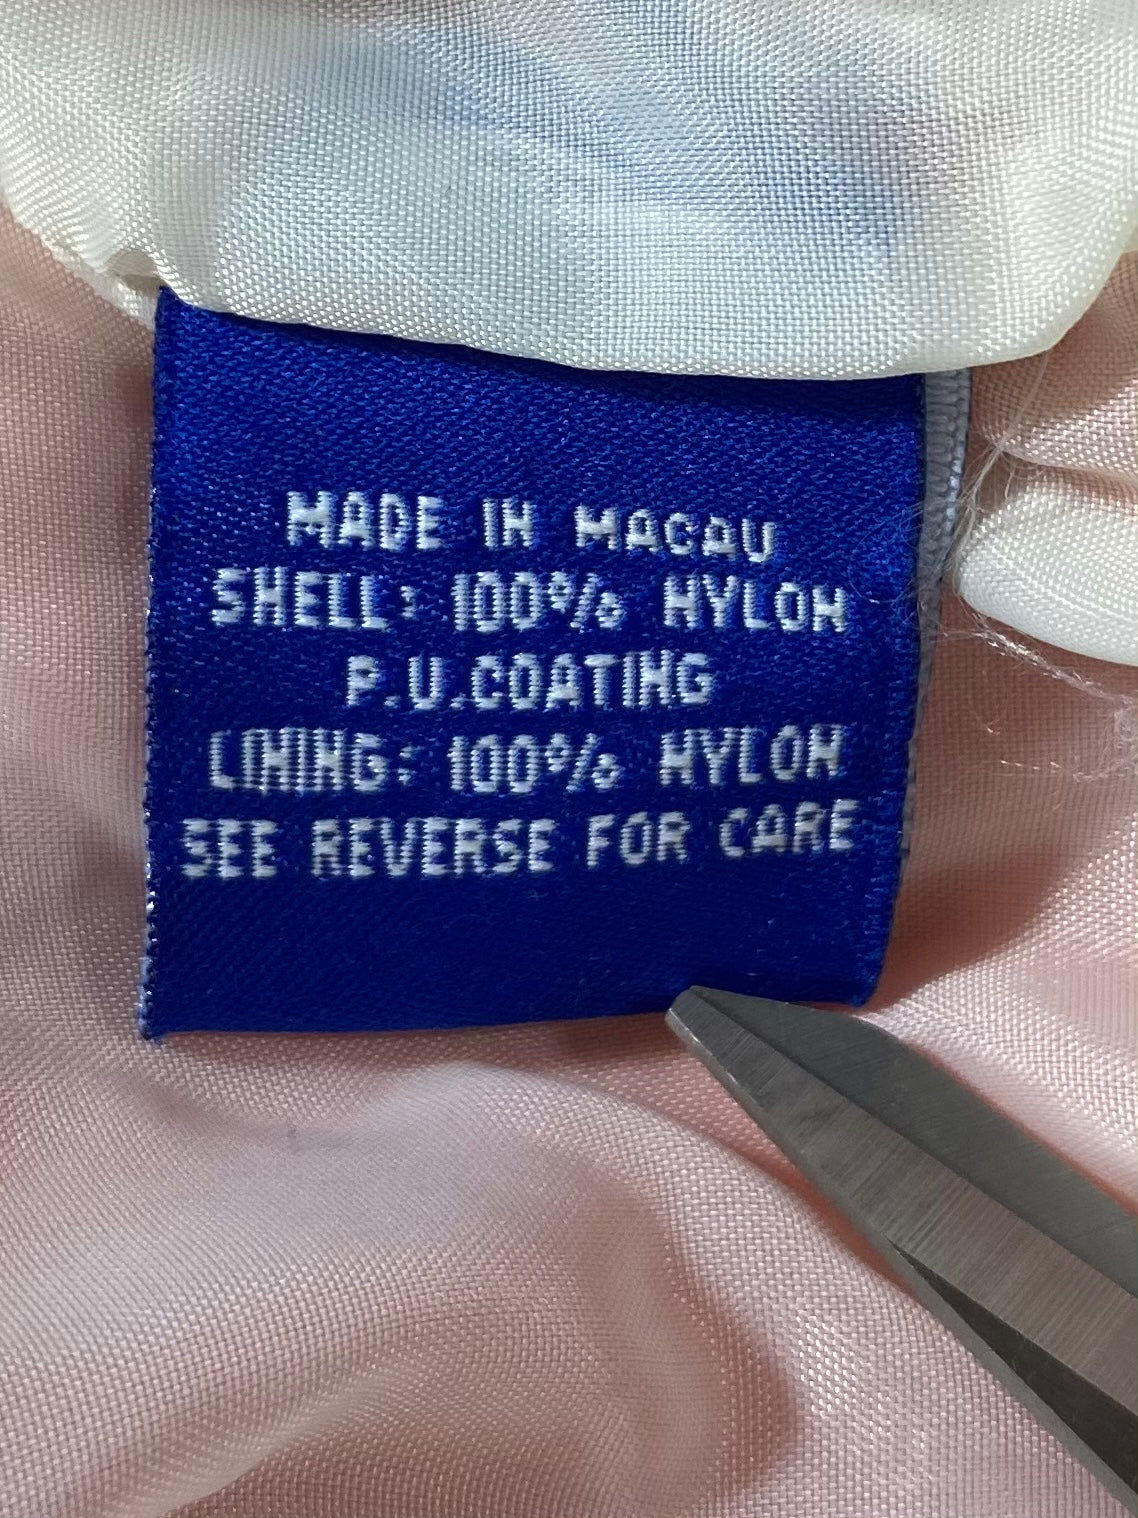 MADE IN MACAU
SHELL: 100% NYLON
P.U.COATING
LINING: 100% NYLON
SEE REVERSE FOR CARE